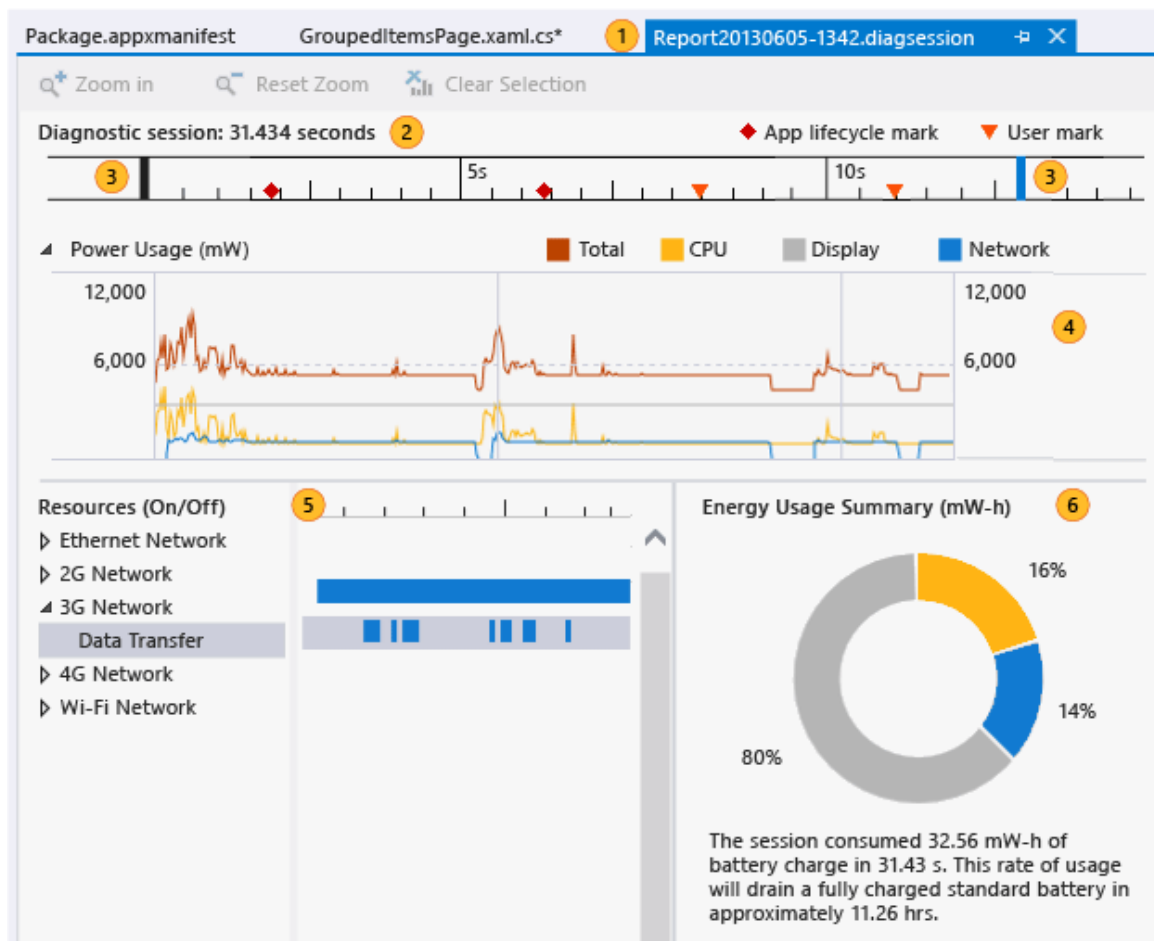 Package.appxmanifest GroupedItemsPage.xaml.cs* 1 Report20130605-1342.diagsession
Zoom in Reset Zoom Clear Selection
Diagnostic session: 31.434 seconds 2 App lifecycle mark User mark
3 5s 10s 3
Power Usage (mW) Total CPU Display Network
12,000 12,000
4
6,000 6,000
Resources (On/Off) 5 Energy Usage Summary (mW-h) 6
Ethernet Network
2G Network 16%
3G Network
Data Transfer
4G Network
Wi-Fi Network 14%
80%
The session consumed 32.56 mW-h of
battery charge in 31.43 s. This rate of usage
will drain a fully charged standard battery in
approximately 11.26 hrs.